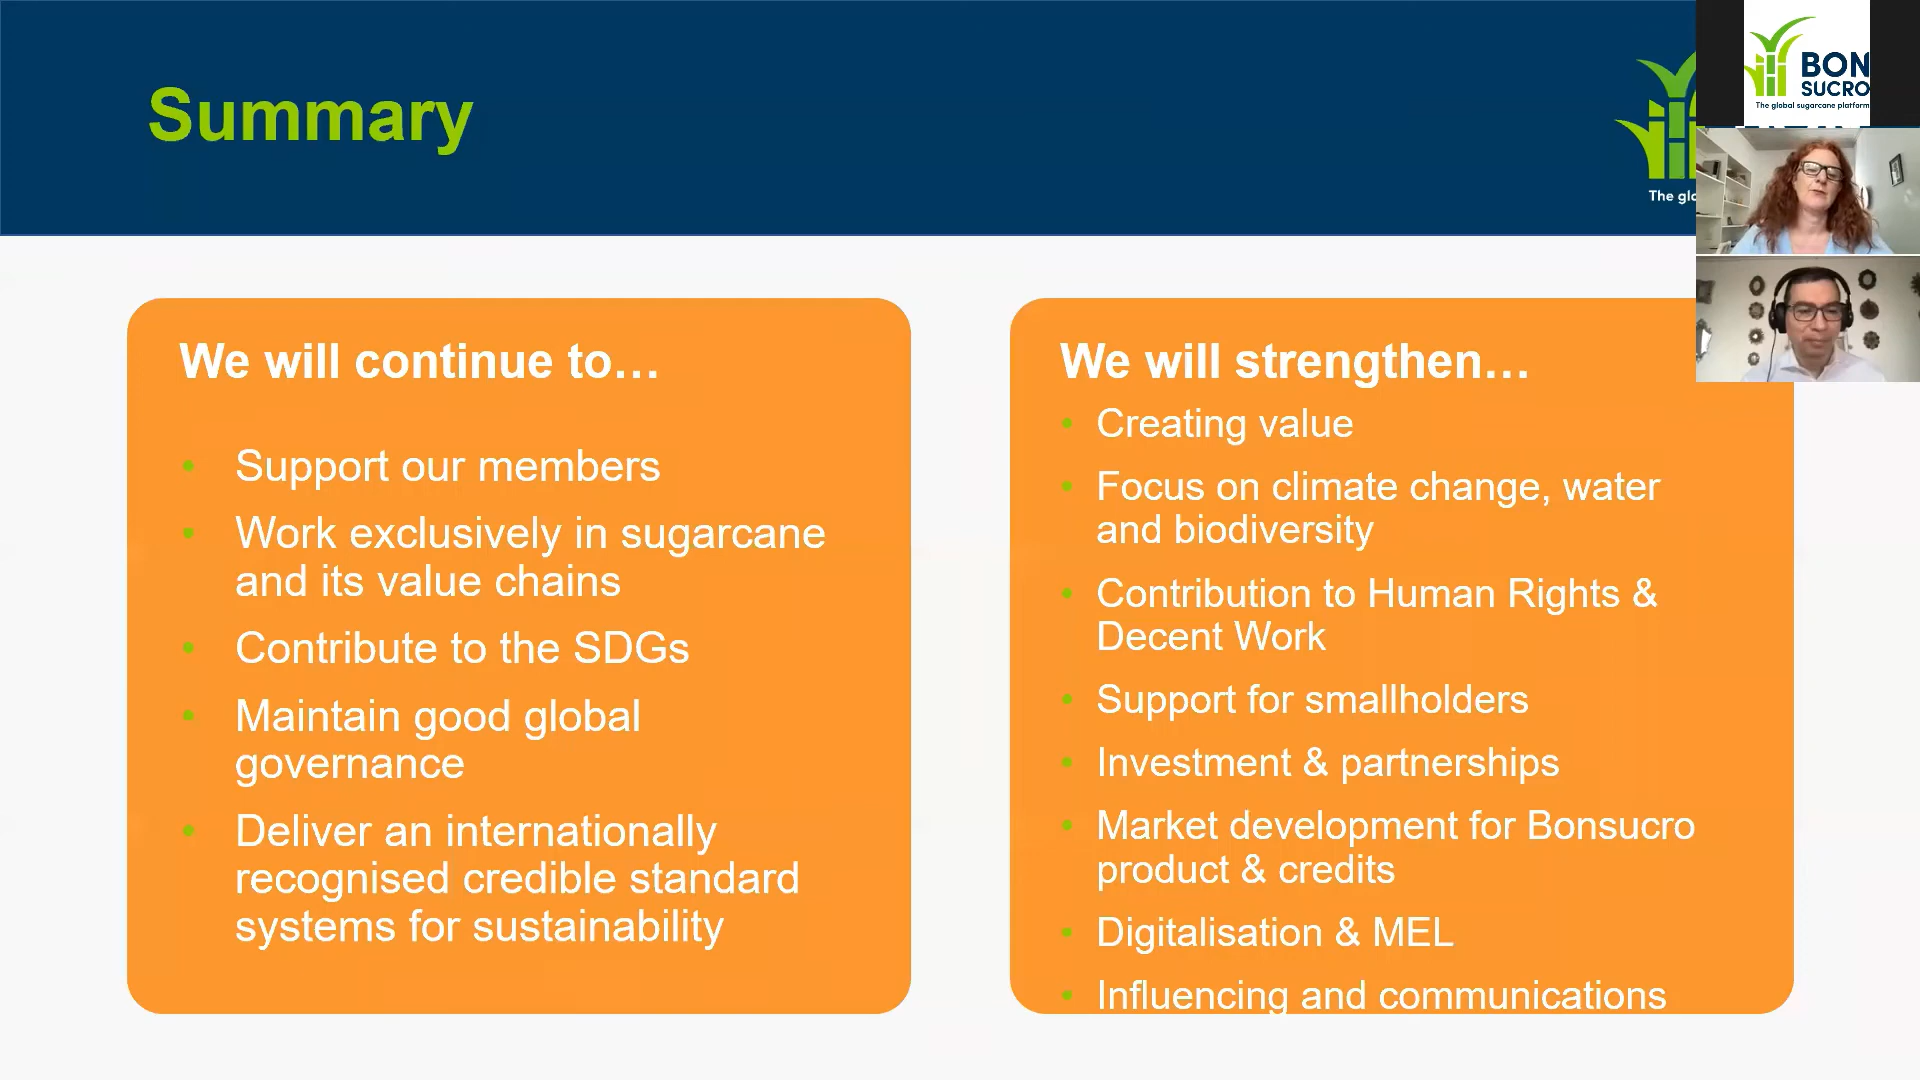 Summary
The glo
BON
SUCRO
The global sugarcane platform
We will continue to…
• Support our members
• Work exclusively in sugarcane
and its value chains
• Contribute to the SDGs
• Maintain good global
governance
• Deliver an internationally
recognised credible standard
systems for sustainability
We will strengthen…
• Creating value
• Focus on climate change, water
and biodiversity
• Contribution to Human Rights &
Decent Work
• Support for smallholders
• Investment & partnerships
• Market development for Bonsucro
product & credits
• Digitalisation & MEL
• Influencing and communications